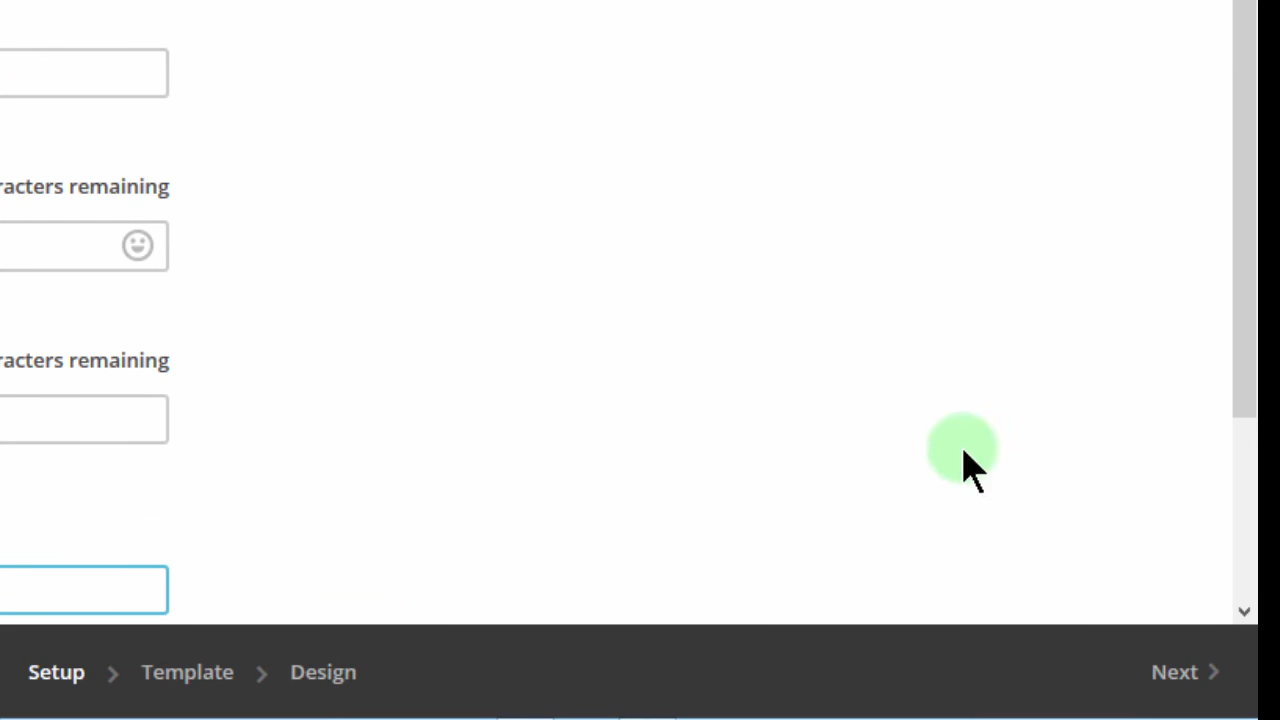 racters remaining
racters remaining
Setup
Template
Design
Next